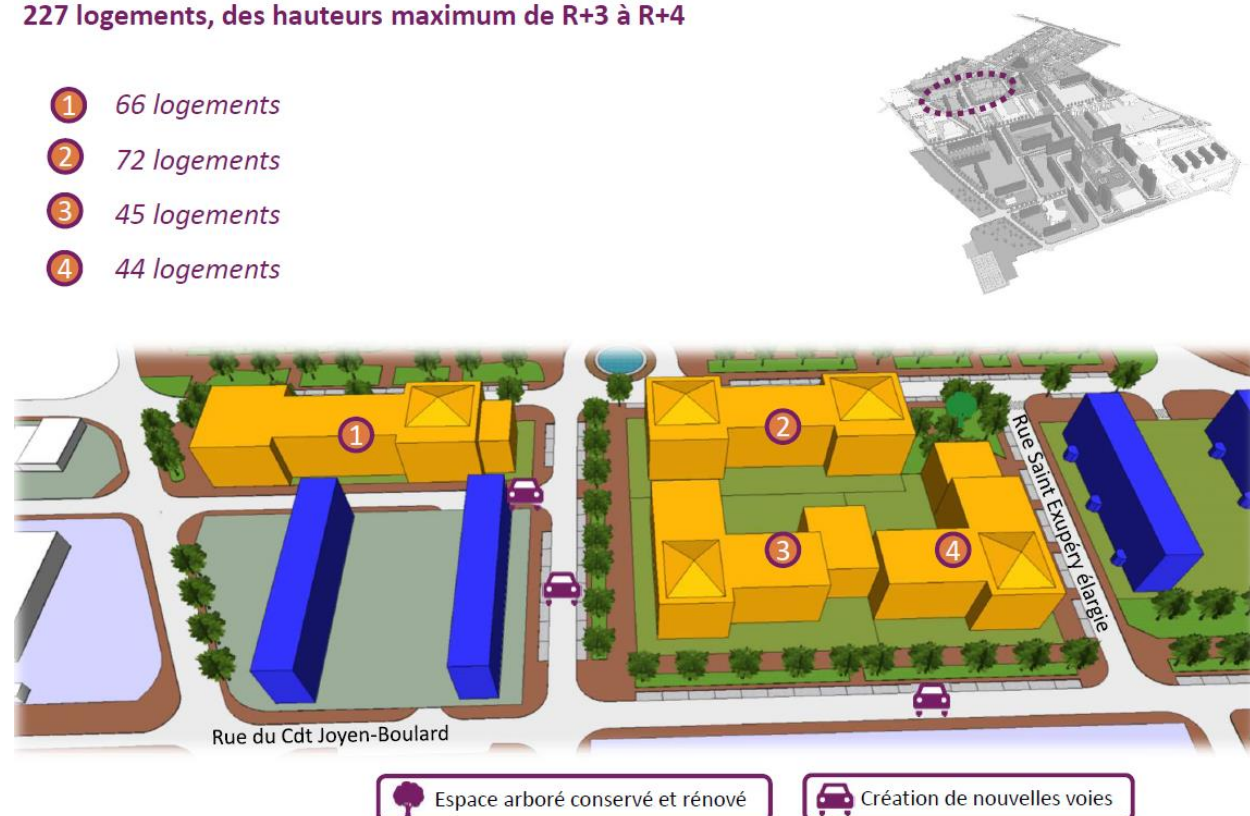 227 logements, des hauteurs maximum de R+3 à R+4
1 66 logements
2 72 logements
3 45 logements
4 44 logements
1
2
3
4
Rue Saint Exupéry élargie
Rue du Cdt Joyen-Boulard
Espace arboré conservé et rénové
Création de nouvelles voies